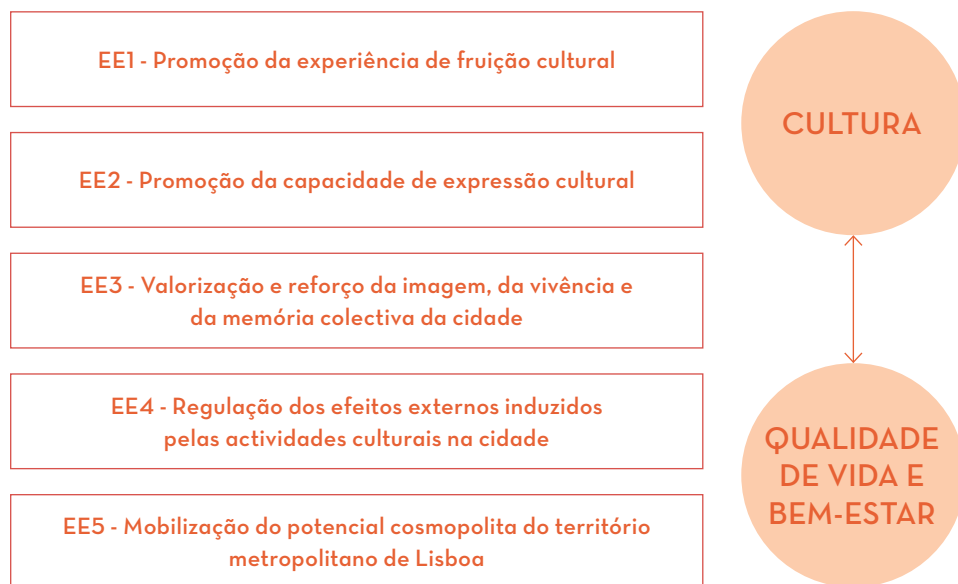 EE1 - Promoção da experiência de fruição cultural
EE2 - Promoção da capacidade de expressão cultural
EE3 - Valorização e reforço da imagem, da vivência e
da memória colectiva da cidade
EE4 - Regulação dos efeitos externos induzidos
pelas actividades culturais na cidade
EE5 - Mobilização do potencial cosmopolita do território
metropolitano de Lisboa
CULTURA
QUALIDADE
DE VIDA E
BEM-ESTAR